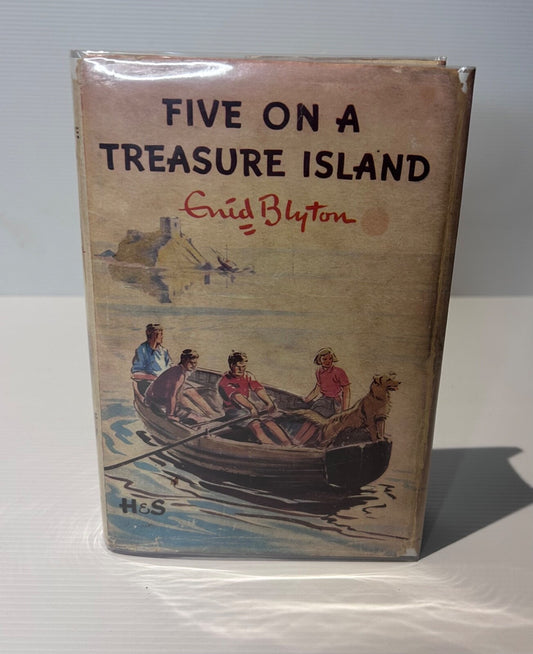 FIVE ON A
TREASURE ISLAND
Enid Blyton
H&S